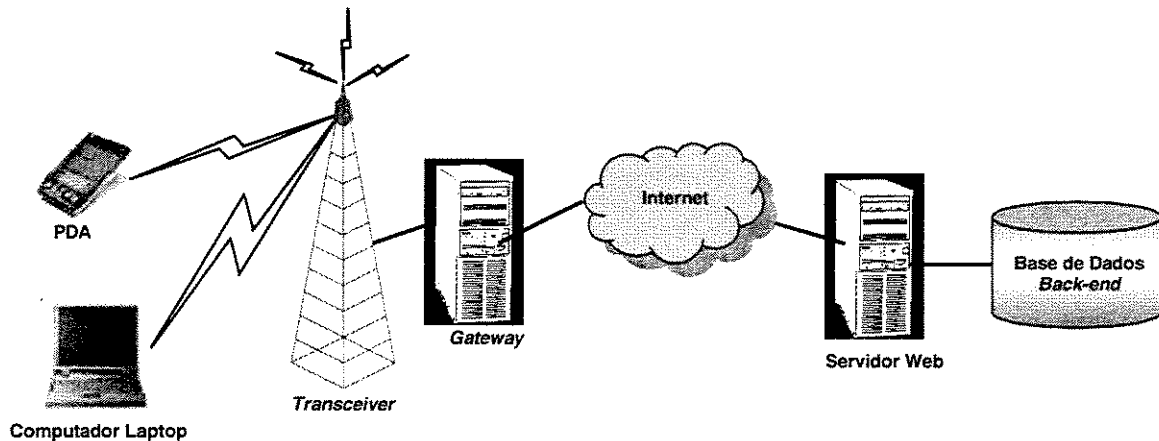 Internet
PDA
Base de Dados
Back-end
Gateway
Servidor Web
Transceiver
Computador Laptop